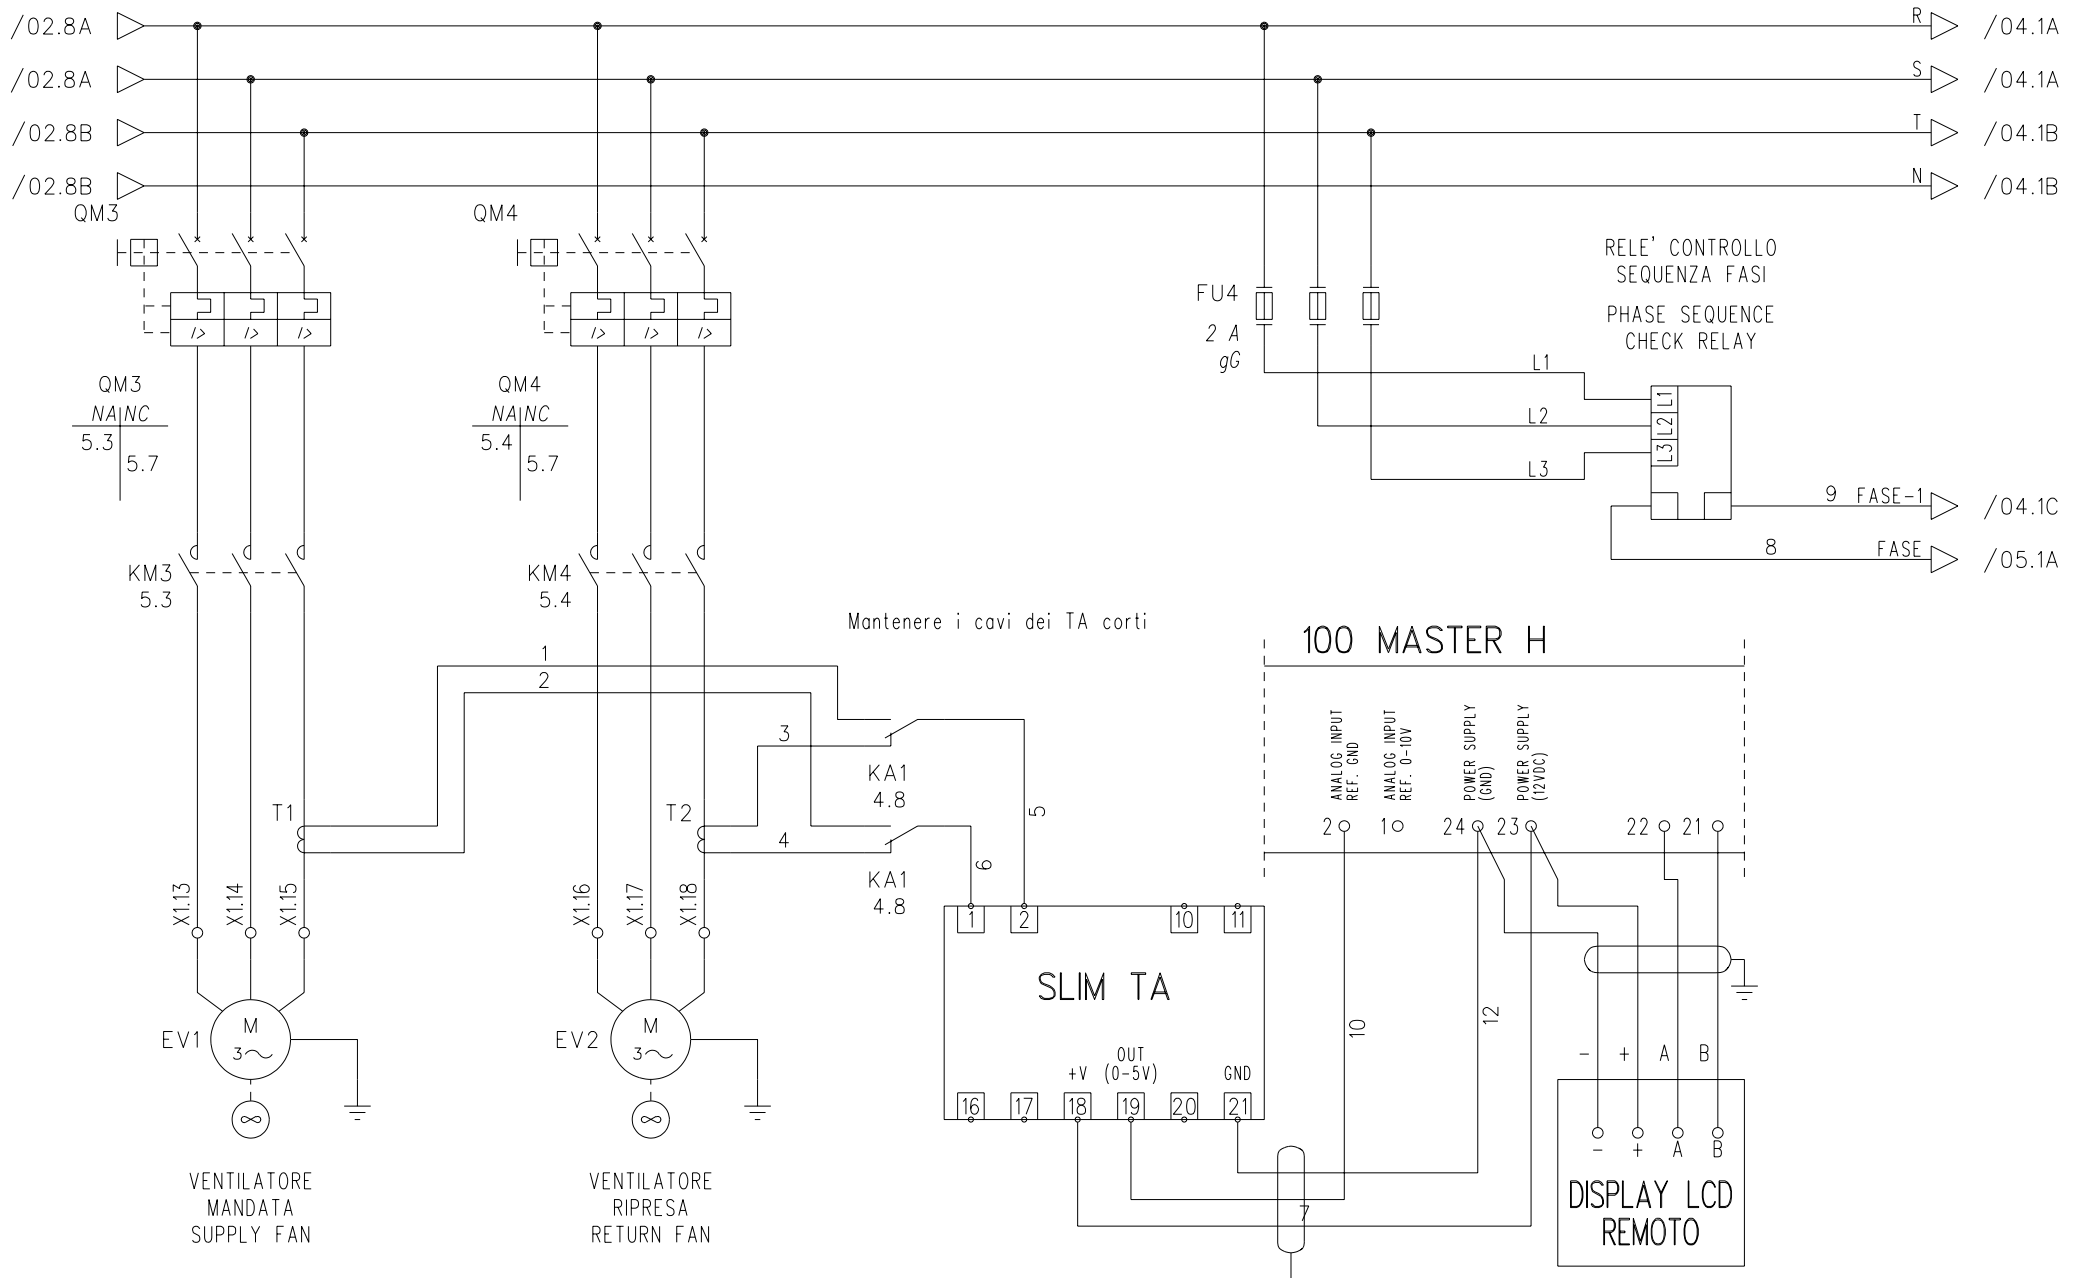 /02.8A
R
/04.1A
/02.8A
S
/04.1A
/02.8B
T
/04.1B
/02.8B
N
/04.1B
QM3
QM4
I>
I>
I>
I>
I>
I>
QM3
NA NC
5.3
5.7
QM4
NA NC
5.4
5.7
FU4
2 A
gG
RELE' CONTROLLO
SEQUENZA FASI
PHASE SEQUENCE
CHECK RELAY
L1
L2
L3
L1
L2
L3
9 FASE-1
/04.1C
8 FASE
/05.1A
KM3
5.3
KM4
5.4
Mantenere i cavi dei TA corti
1
2
3
4
T1
T2
KA1
4.8
KA1
4.8
5
6
X1.13
X1.14
X1.15
X1.16
X1.17
X1.18
EV1
M
3
EV2
M
3
VENTILATORE
MANDATA
SUPPLY FAN
VENTILATORE
RIPRESA
RETURN FAN
100 MASTER H
ANALOG INPUT
REF. GND
ANALOG INPUT
REF. 0-10V
POWER SUPPLY
(GND)
POWER SUPPLY
(12VDC)
2
1
24
23
22
21
1
2
10
11
SLIM TA
+V
OUT
(0-5V)
GND
16
17
18
19
20
21
10
12
7
- + A B
- + A B
DISPLAY LCD
REMOTO